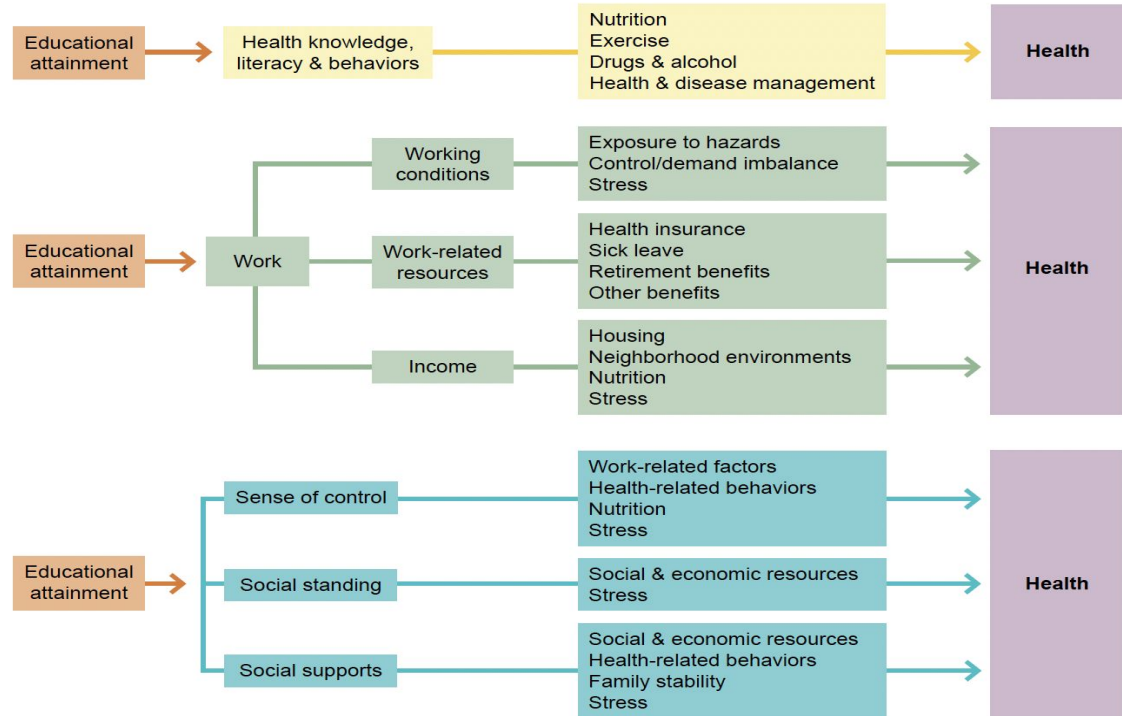 Educational
attainment
Health knowledge,
literacy & behaviors
Nutrition
Exercise
Drugs & alcohol
Health & disease management
Health
Educational
attainment
Work
Working
conditions
Exposure to hazards
Control/demand imbalance
Stress
Work-related
resources
Health insurance
Sick leave
Retirement benefits
Other benefits
Income
Housing
Neighborhood environments
Nutrition
Stress
Health
Educational
attainment
Sense of control
Work-related factors
Health-related behaviors
Nutrition
Stress
Social standing
Social & economic resources
Stress
Social supports
Social & economic resources
Health-related behaviors
Family stability
Stress
Health